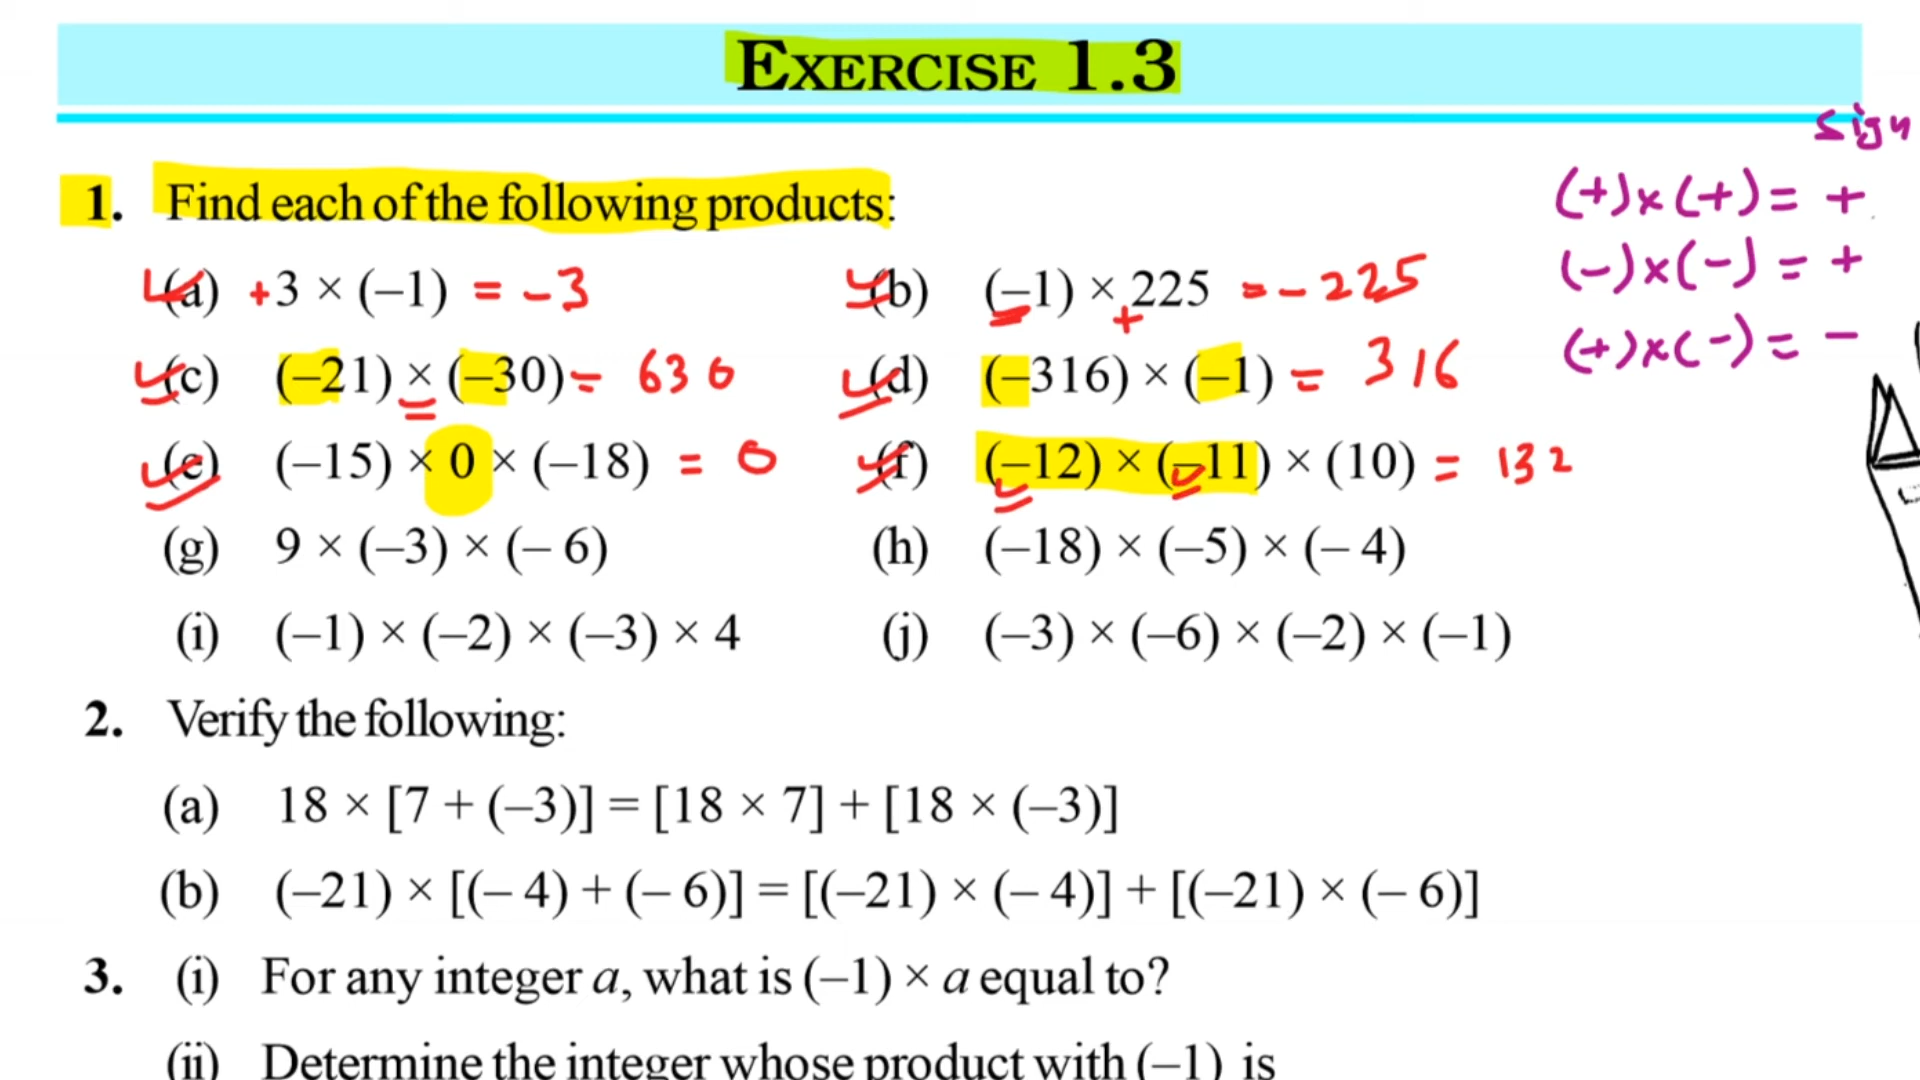 EXERCISE 1.3
sign
(+)×(+)= +
(-)×(-) = +
(+)×(-)= -
1. Find each of the following products:
(a) +3 × (–1) = -3 (b) (–1) × +225 = -225
(c) (–21) × (–30) = 630 (d) (–316) × (–1) = 316
(e) (–15) × 0 × (–18) = 0 (f) (–12) × (–11) × (10) = 132
(g) 9 × (–3) × (– 6) (h) (–18) × (–5) × (– 4)
(i) (–1) × (–2) × (–3) × 4 (j) (–3) × (–6) × (–2) × (–1)
2. Verify the following:
(a) 18 × [7 + (–3)] = [18 × 7] + [18 × (–3)]
(b) (–21) × [(– 4) + (– 6)] = [(–21) × (– 4)] + [(–21) × (– 6)]
3. (i) For any integer a, what is (–1) × a equal to?
(ii) Determine the integer whose product with (–1) is